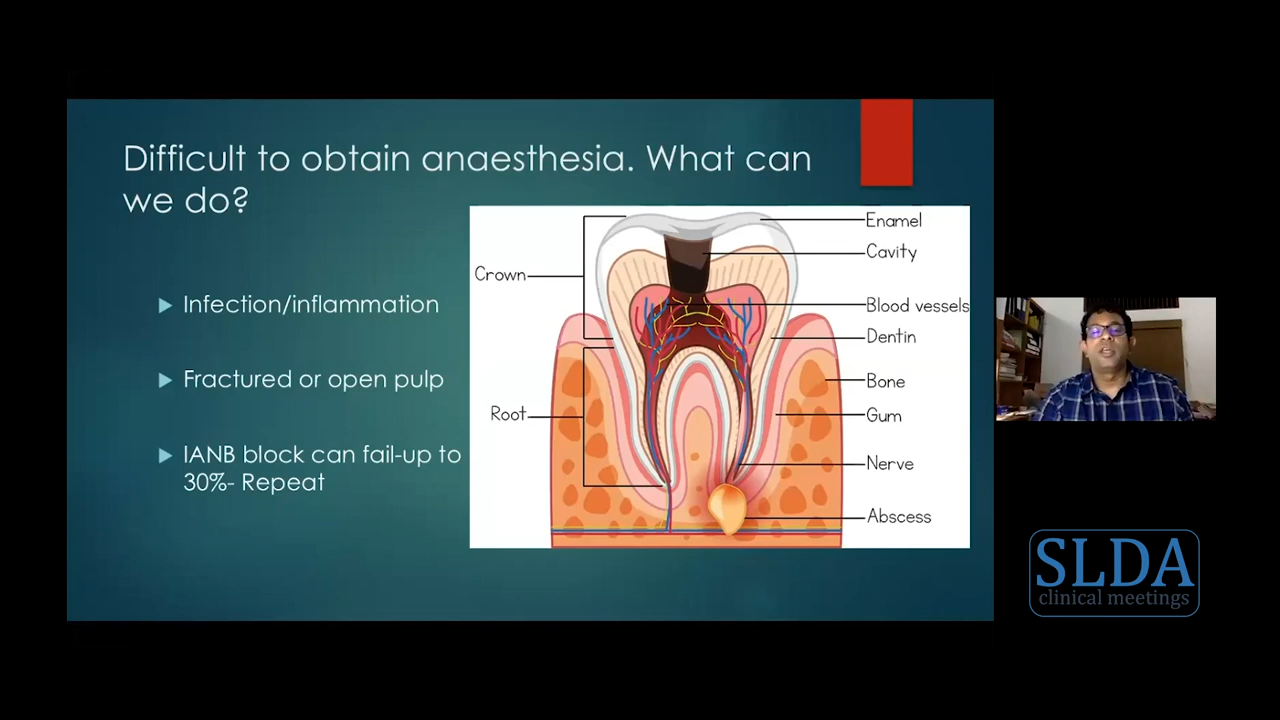 Difficult to obtain anaesthesia. What can
we do?
Infection/inflammation
Fractured or open pulp
IANB block can fail-up to
30%- Repeat
Crown
Root
Enamel
Cavity
Blood vessels
Dentin
Bone
Gum
Nerve
Abscess
SLDA
clinical meetings